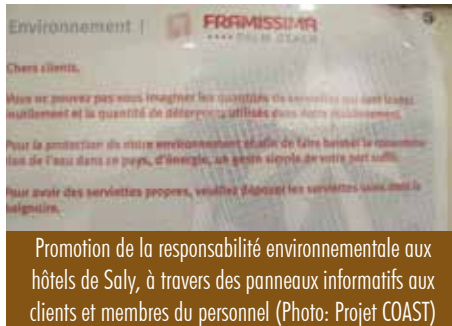 Environnement !
FRAMISSIMA
PALM BEACH
Chers clients,
Vous ne pouvez pas vous imaginer les quantités de serviettes qui sont lavées
inutilement et la quantité de détergents utilisés dans
Pour la protection de notre environnement et afin de faire baisser la
tion de l'eau dans ce pays, d'énergie, un geste simple de votre part suffit.
Pour avoir des serviettes propres, veuillez déposer les serviettes dans la
baignoire.
Promotion de la responsabilité environnementale aux
hôtels de Saly, à travers des panneaux informatifs aux
clients et membres du personnel (Photo: Projet COAST)